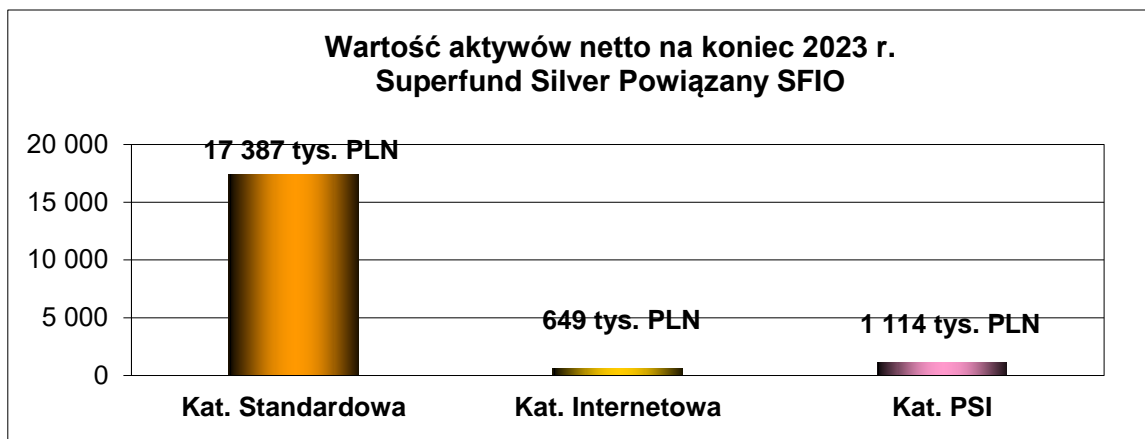 Wartość aktywów netto na koniec 2023 r.
Superfund Silver Powiązany SFIO
20 000
15 000
10 000
5 000
0
17 387 tys. PLN
649 tys. PLN
1 114 tys. PLN
Kat. Standardowa
Kat. Internetowa
Kat. PSI